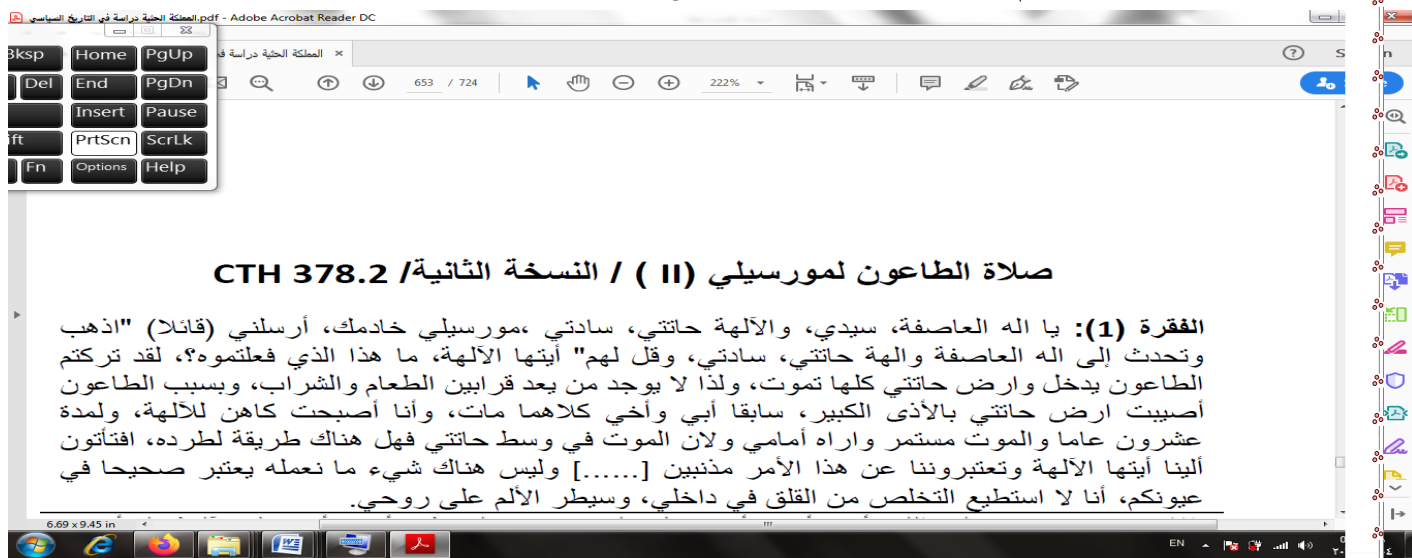 المملكة الحثية دراسة في التاريخ السياسي.pdf - Adobe Acrobat Reader DC
Bksp Home PgUp
Del End PgDn
Insert Pause
PrtScn ScrLk
Fn Options Help
المملكة الحثية دراسة ×
653 / 724
222%
صلاة الطاعون لمورسيلي (II ) / النسخة الثانية/ CTH 378.2
الفقرة (1): يا اله العاصفة، سيدي، والآلهة حاتتي، سادتي ،مورسيلي خادمك، أرسلني (قائلا) "اذهب
وتحدث إلى اله العاصفة والهة حاتتي، سادتي، وقل لهم" أيتها الآلهة، ما هذا الذي فعلتموه؟، لقد تركتم
الطاعون يدخل وارض حاتتي كلها تموت، ولذا لا يوجد من يعد قرابين الطعام والشراب، وبسبب الطاعون
أصيبت ارض حاتتي بالأذى الكبير، سابقا أبي وأخي كلاهما مات، وأنا أصبحت كاهن للآلهة، ولمدة
عشرون عاما والموت مستمر واراه أمامي ولان الموت في وسط حاتتي فهل هناك طريقة لطرده، افتأتون
ألينا أيتها الآلهة وتعتبروننا عن هذا الأمر مذنبين [......] وليس هناك شيء ما نعمله يعتبر صحيحا في
عيونكم، أنا لا استطيع التخلص من القلق في داخلي، وسيطر الألم على روحي.
6.69 x 9.45 in
EN